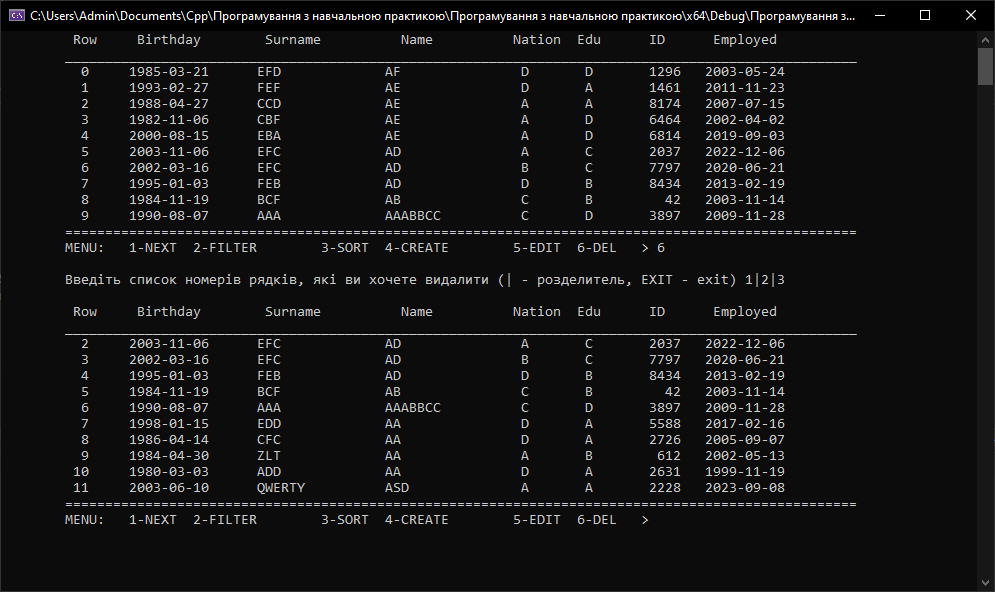 C:\Users\Admin\Documents\Cpp\Програмування з навчальною практикою\Програмування з навчальною практикою\x64\Debug\Програмування з...
Row Birthday Surname Name Nation Edu ID Employed
0 1985-03-21 EFD AF D D 1296 2003-05-24
1 1993-02-27 FEF AE D A 1461 2011-11-23
2 1988-04-27 CCD AE A A 8174 2007-07-15
3 1982-11-06 CBF AE A D 6464 2002-04-02
4 2000-08-15 EBA AE A D 6814 2019-09-03
5 2003-11-06 EFC AD A C 2037 2022-12-06
6 2002-03-16 EFC AD B C 7797 2020-06-21
7 1995-01-03 FEB AD D B 8434 2013-02-19
8 1984-11-19 BCF AB C B 42 2003-11-14
9 1990-08-07 AAA AAABBCC C D 3897 2009-11-28
MENU: 1-NEXT 2-FILTER 3-SORT 4-CREATE 5-EDIT 6-DEL > 6
Введіть список номерів рядків, які ви хочете видалити (| - розделитель, EXIT - exit) 1|2|3
Row Birthday Surname Name Nation Edu ID Employed
2 2003-11-06 EFC AD A C 2037 2022-12-06
3 2002-03-16 EFC AD B C 7797 2020-06-21
4 1995-01-03 FEB AD D B 8434 2013-02-19
5 1984-11-19 BCF AB C B 42 2003-11-14
6 1990-08-07 AAA AAABBCC C D 3897 2009-11-28
7 1998-01-15 EDD AA D A 5588 2017-02-16
8 1986-04-14 CFC AA D A 2726 2005-09-07
9 1984-04-30 ZLT AA A B 612 2002-05-13
10 1980-03-03 ADD AA D A 2631 1999-11-19
11 2003-06-10 QWERTY ASD A A 2228 2023-09-08
MENU: 1-NEXT 2-FILTER 3-SORT 4-CREATE 5-EDIT 6-DEL >